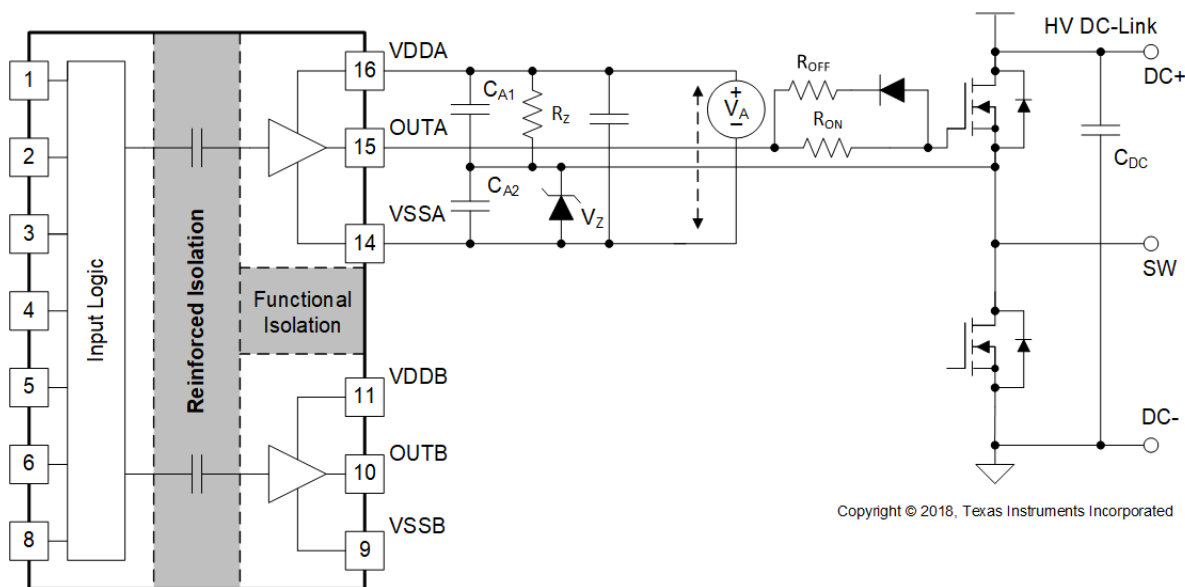 1
2
3
4
5
6
8
Input Logic
Reinforced Isolation
Functional
Isolation
VDDA
16
OUTA
15
VSSA
14
VDDB
11
OUTB
10
VSSB
9
CA1
RZ
CA2
VZ
+
VA
−
ROFF
RON
HV DC-Link
DC+
CDC
SW
DC-
Copyright © 2018, Texas Instruments Incorporated